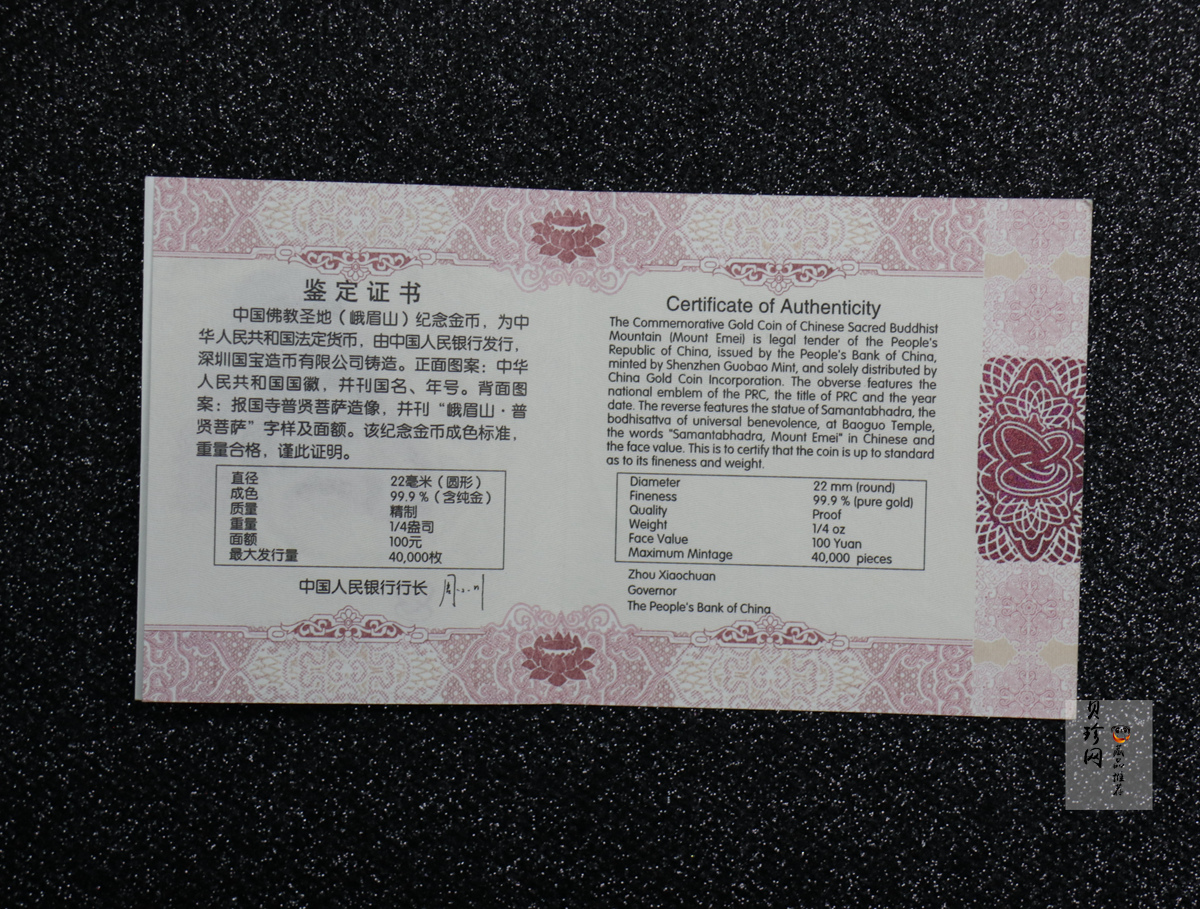 鉴定证书
中国佛教圣地（峨眉山）纪念金币，为中
华人民共和国法定货币，由中国人民银行发行，
深圳国宝造币有限公司铸造。正面图案：中华
人民共和国国徽，并刊国名、年号。背面图
案：报国寺普贤菩萨造像，并刊“峨眉山·普
贤菩萨”字样及面额。该纪念金币成色标准，
重量合格，谨此证明。
直径 22毫米（圆形）
成色 99.9％（含纯金）
质量 精制
重量 1/4盎司
面额 100元
最大发行量 40,000枚
中国人民银行行长
Certificate of Authenticity
The Commemorative Gold Coin of Chinese Sacred Buddhist
Mountain (Mount Emei) is legal tender of the People's
Republic of China, issued by the People's Bank of China,
minted by Shenzhen Guobao Mint, and solely distributed by
China Gold Coin Incorporation. The obverse features the
national emblem of the PRC, the title of PRC and the year
date. The reverse features the statue of Samantabhadra, the
bodhisattva of universal benevolence, at Baoguo Temple,
the words "Samantabhadra, Mount Emei" in Chinese and
the face value. This is to certify that the coin is up to standard
as to its fineness and weight.
Diameter 22 mm (round)
Fineness 99.9 % (pure gold)
Quality Proof
Weight 1/4 oz
Face Value 100 Yuan
Maximum Mintage 40,000 pieces
Zhou Xiaochuan
Governor
The People's Bank of China
贝珍网
藏品推荐